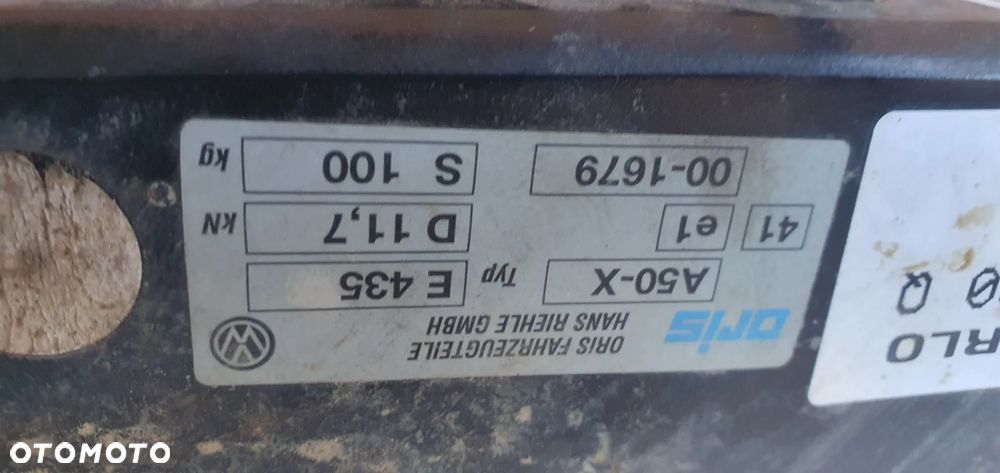 oris
ORIS FAHRZEUGTEILE
HANS RIEHLE GMBH
A50-X Typ E 435
41 e1 D 11,7 kN
00-1679 S 100 kg
RLO
Q
OTOMOTO